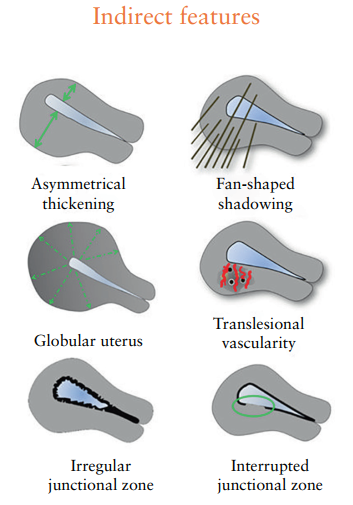 Indirect features
Asymmetrical
thickening
Fan-shaped
shadowing
Globular uterus
Translesional
vascularity
Irregular
junctional zone
Interrupted
junctional zone